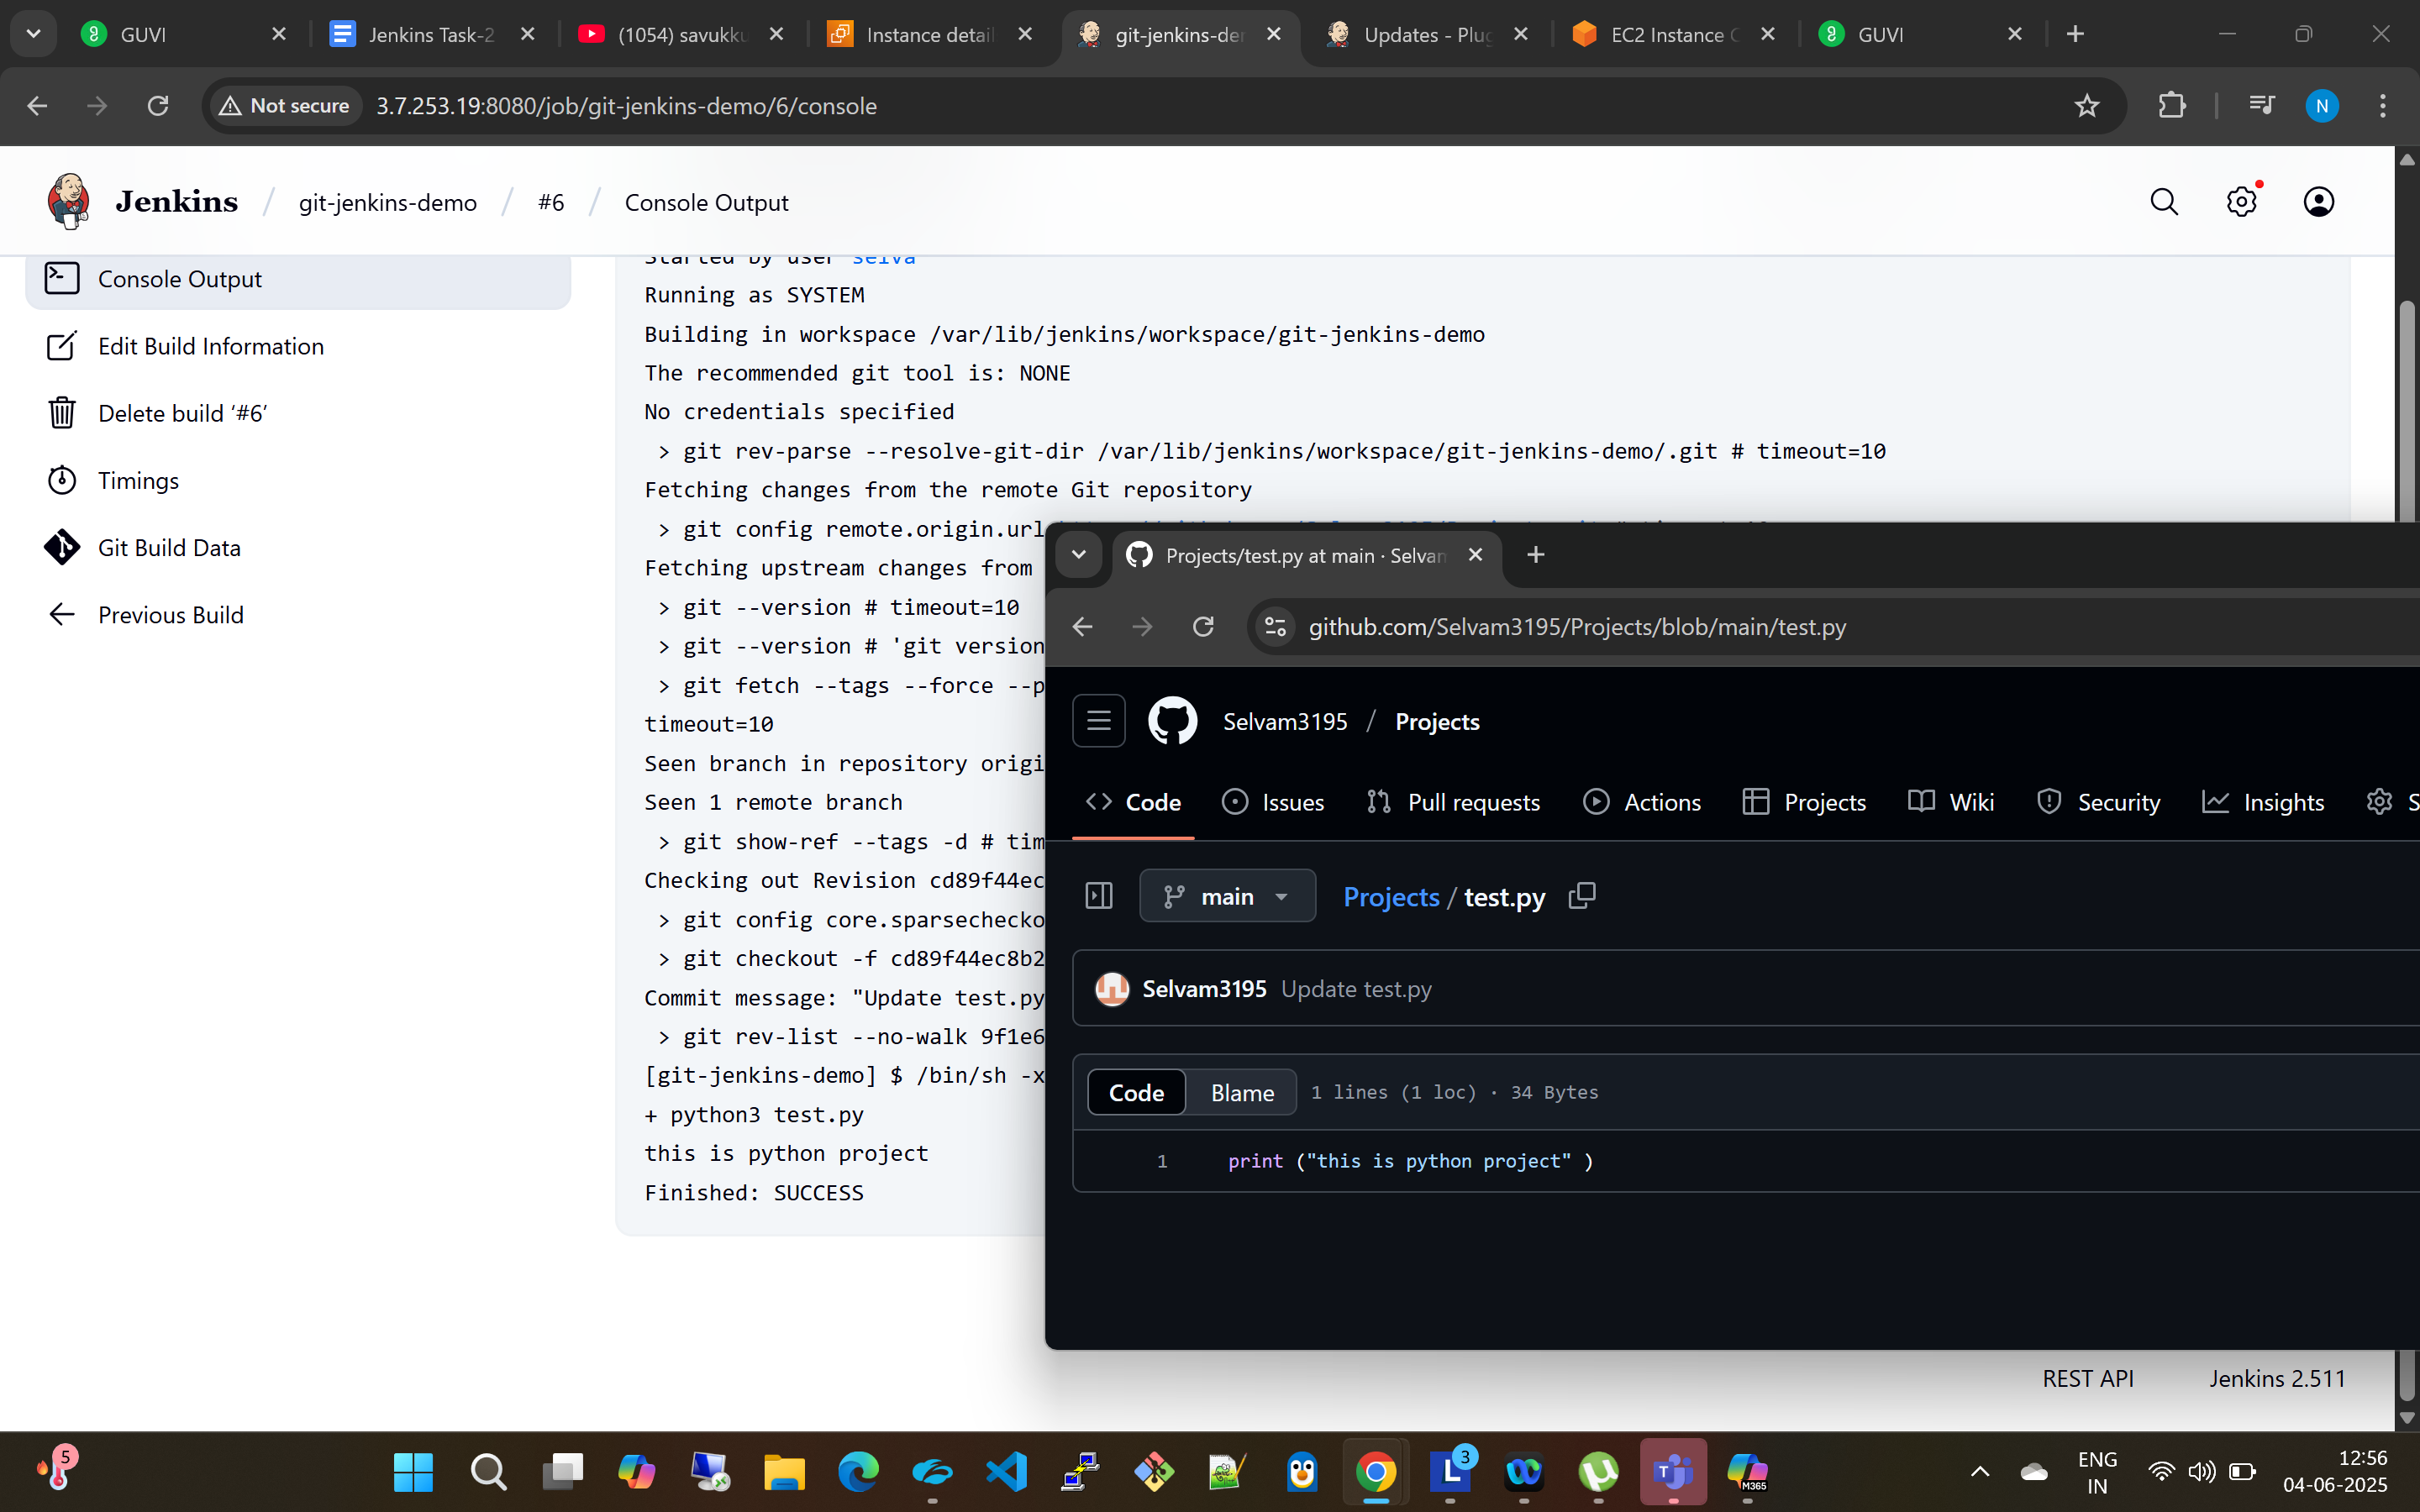 GUVI
Jenkins Task-2
(1054) savukku
Instance detail
git-jenkins-de
Updates - Plu
EC2 Instance
GUVI
Not secure
3.7.253.19:8080/job/git-jenkins-demo/6/console
N
Jenkins / git-jenkins-demo / #6 / Console Output
Console Output
Edit Build Information
Delete build ‘#6’
Timings
Git Build Data
Previous Build
Started by user selva
Running as SYSTEM
Building in workspace /var/lib/jenkins/workspace/git-jenkins-demo
The recommended git tool is: NONE
No credentials specified
> git rev-parse --resolve-git-dir /var/lib/jenkins/workspace/git-jenkins-demo/.git # timeout=10
Fetching changes from the remote Git repository
> git config remote.origin.url
Fetching upstream changes from
> git --version # timeout=10
> git --version # 'git version
> git fetch --tags --force --p
timeout=10
Seen branch in repository origi
Seen 1 remote branch
> git show-ref --tags -d # tim
Checking out Revision cd89f44ec
> git config core.sparsechecko
> git checkout -f cd89f44ec8b2
Commit message: "Update test.py
> git rev-list --no-walk 9f1e6
[git-jenkins-demo] $ /bin/sh -x
+ python3 test.py
this is python project
Finished: SUCCESS
Projects/test.py at main · Selvam
github.com/Selvam3195/Projects/blob/main/test.py
Selvam3195 / Projects
Code
Issues
Pull requests
Actions
Projects
Wiki
Security
Insights
S
main
Projects / test.py
Selvam3195 Update test.py
Code
Blame
1 lines (1 loc) · 34 Bytes
1 print ("this is python project" )
REST API
Jenkins 2.511
5
L
3
T
M365
ENG
IN
12:56
04-06-2025